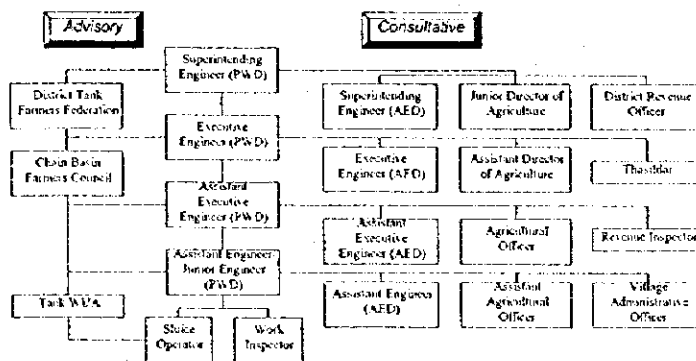 Advisory
Consultative
Superintending
Engineer (PWD)
District Tank
Farmers Federation
Superintending
Engineer (AED)
Junior Director of
Agriculture
District Revenue
Officer
Executive
Engineer (PWD)
Chain Basin
Farmers Council
Executive
Engineer (AED)
Assistant Director
of Agriculture
Thasildar
Assistant
Executive
Engineer (PWD)
Assistant
Executive
Engineer (AED)
Agricultural
Officer
Revenue Inspector
Assistant Engineer
Junior Engineer
(PWD)
Tank WUA
Assistant Engineer
(AED)
Assistant
Agricultural
Officer
Village
Administrative
Officer
Sluice
Operator
Work
Inspector